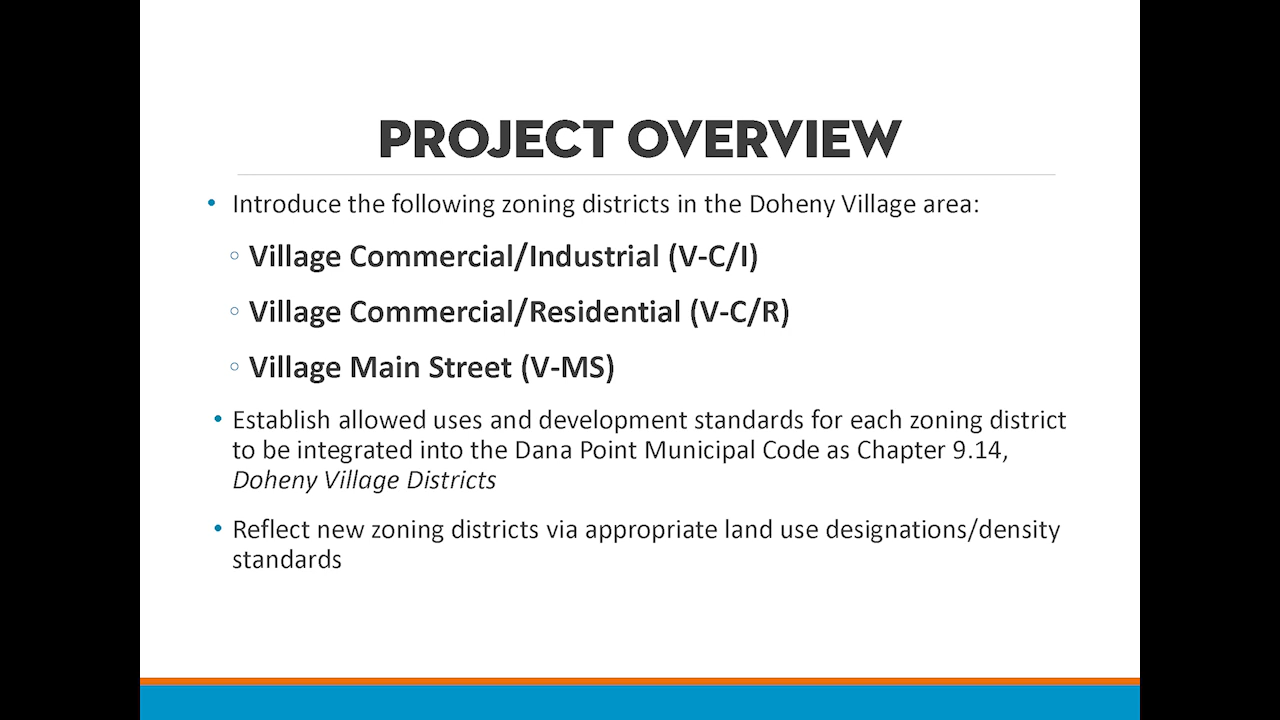 PROJECT OVERVIEW
• Introduce the following zoning districts in the Doheny Village area:
◦ Village Commercial/Industrial (V-C/I)
◦ Village Commercial/Residential (V-C/R)
◦ Village Main Street (V-MS)
• Establish allowed uses and development standards for each zoning district
to be integrated into the Dana Point Municipal Code as Chapter 9.14,
Doheny Village Districts
• Reflect new zoning districts via appropriate land use designations/density
standards